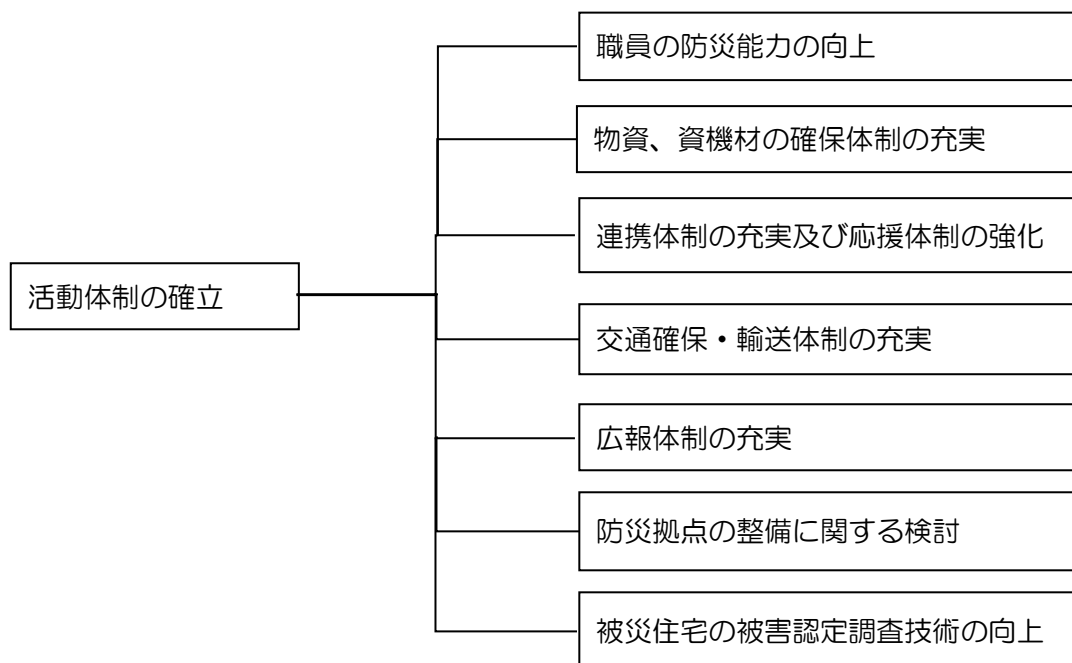 職員の防災能力の向上
物資、資機材の確保体制の充実
連携体制の充実及び応援体制の強化
活動体制の確立
交通確保・輸送体制の充実
広報体制の充実
防災拠点の整備に関する検討
被災住宅の被害認定調査技術の向上